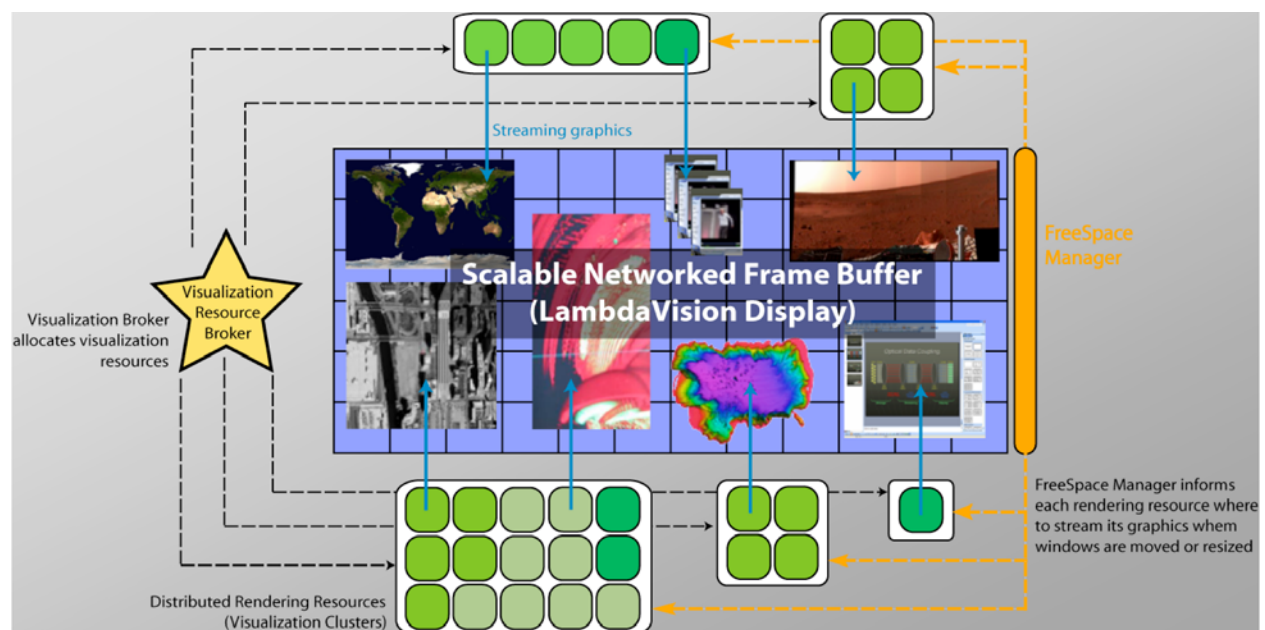 Streaming graphics
FreeSpace
Manager
Scalable Networked Frame Buffer
(LambdaVision Display)
Visualization
Resource
Broker
Visualization Broker
allocates visualization
resources
FreeSpace Manager informs
each rendering resource where
to stream its graphics whem
windows are moved or resized
Distributed Rendering Resources
(Visualization Clusters)